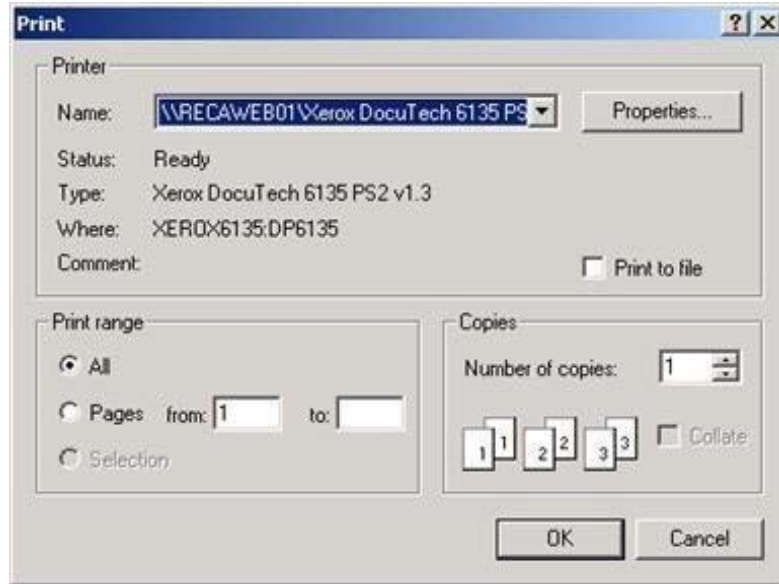 Print
Printer
Name: \\RECAWEB01\Xerox DocuTech 6135 PS Properties...
Status: Ready
Type: Xerox DocuTech 6135 PS2 v1.3
Where: XEROX6135:DP6135
Comment:
Print to file
Print range
All
Pages from: 1 to:
Selection
Copies
Number of copies: 1
1 1 2 2 3 3 Collate
OK Cancel